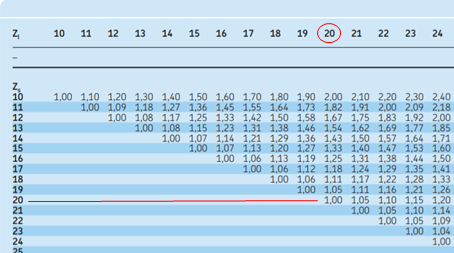 Z₁ 10 11 12 13 14 15 16 17 18 19 20 21 22 23 24
–
Z₂
10 1,00 1,10 1,20 1,30 1,40 1,50 1,60 1,70 1,80 1,90 2,00 2,10 2,20 2,30 2,40
11 1,00 1,09 1,18 1,27 1,36 1,45 1,55 1,64 1,73 1,82 1,91 2,00 2,09 2,18
12 1,00 1,08 1,17 1,25 1,33 1,42 1,50 1,58 1,67 1,75 1,83 1,92 2,00
13 1,00 1,08 1,15 1,23 1,31 1,38 1,46 1,54 1,62 1,69 1,77 1,85
14 1,00 1,07 1,14 1,21 1,29 1,36 1,43 1,50 1,57 1,64 1,71
15 1,00 1,07 1,13 1,20 1,27 1,33 1,40 1,47 1,53 1,60
16 1,00 1,06 1,13 1,19 1,25 1,31 1,38 1,44 1,50
17 1,00 1,06 1,12 1,18 1,24 1,29 1,35 1,41
18 1,00 1,06 1,11 1,17 1,22 1,28 1,33
19 1,00 1,05 1,11 1,16 1,21 1,26
20 1,00 1,05 1,10 1,15 1,20
21 1,00 1,05 1,10 1,14
22 1,00 1,05 1,09
23 1,00 1,04
24 1,00
25